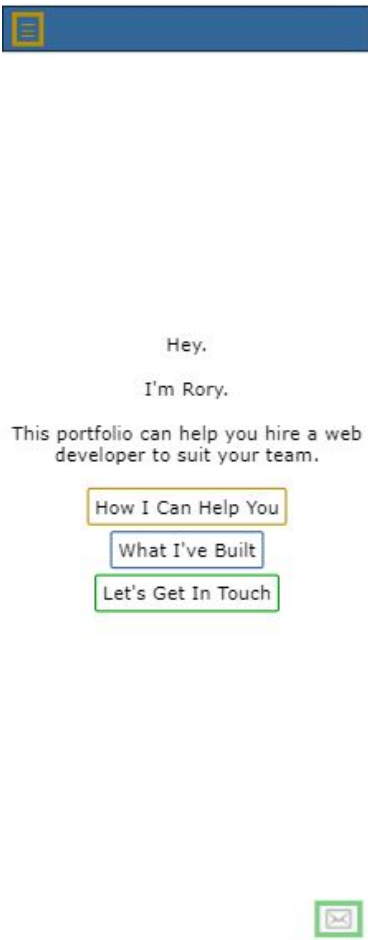 Hey.
I'm Rory.
This portfolio can help you hire a web
developer to suit your team.
How I Can Help You
What I've Built
Let's Get In Touch